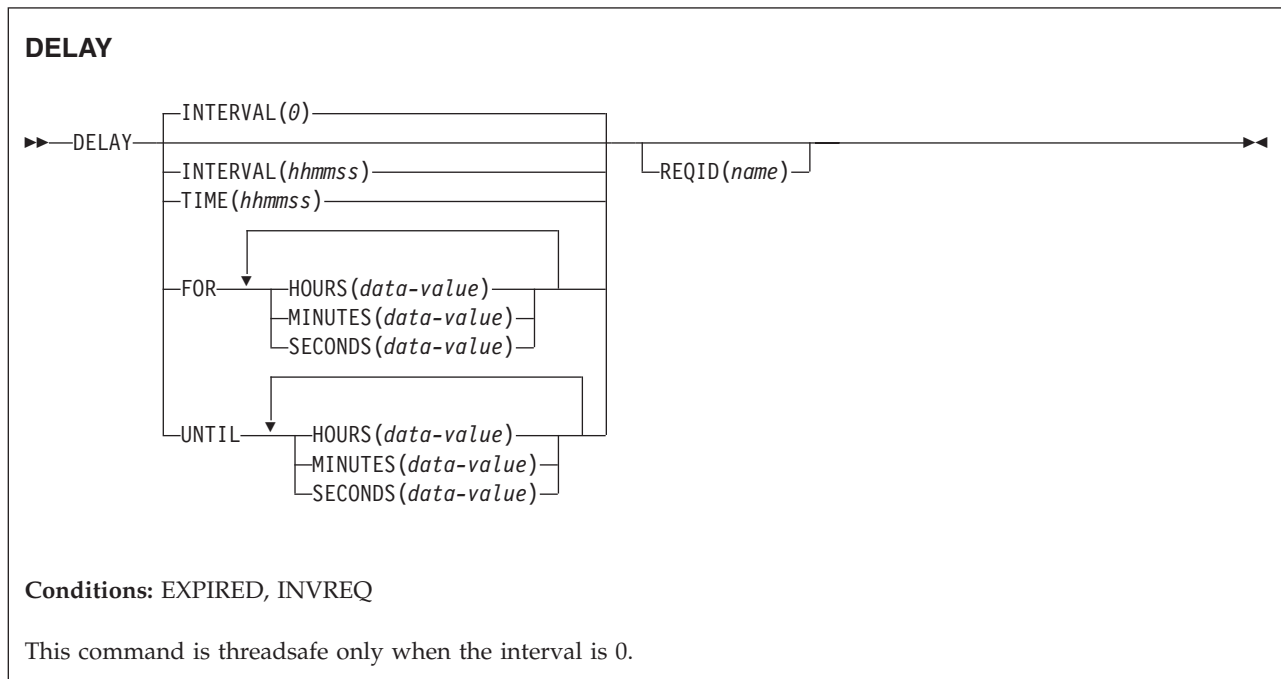 DELAY
INTERVAL(0)
DELAY
INTERVAL(hhmmss)
REQID(name)
TIME(hhmmss)
FOR HOURS(data-value)
MINUTES(data-value)
SECONDS(data-value)
UNTIL HOURS(data-value)
MINUTES(data-value)
SECONDS(data-value)
Conditions: EXPIRED, INVREQ
This command is threadsafe only when the interval is 0.